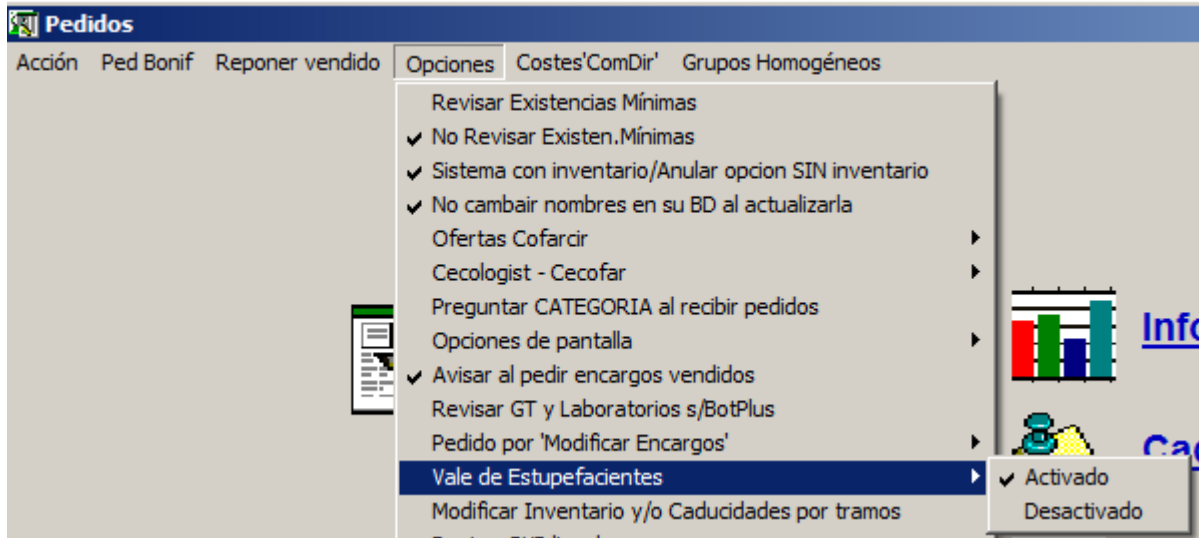 Pedidos
Acción Ped Bonif Reponer vendido Opciones Costes'ComDir' Grupos Homogéneos
Revisar Existencias Mínimas
No Revisar Existen.Mínimas
Sistema con inventario/Anular opcion SIN inventario
No cambair nombres en su BD al actualizarla
Ofertas Cofarcir
Cecologist - Cecofar
Preguntar CATEGORIA al recibir pedidos
Opciones de pantalla
Avisar al pedir encargos vendidos
Revisar GT y Laboratorios s/BotPlus
Pedido por 'Modificar Encargos'
Vale de Estupefacientes
Activado
Desactivado
Modificar Inventario y/o Caducidades por tramos